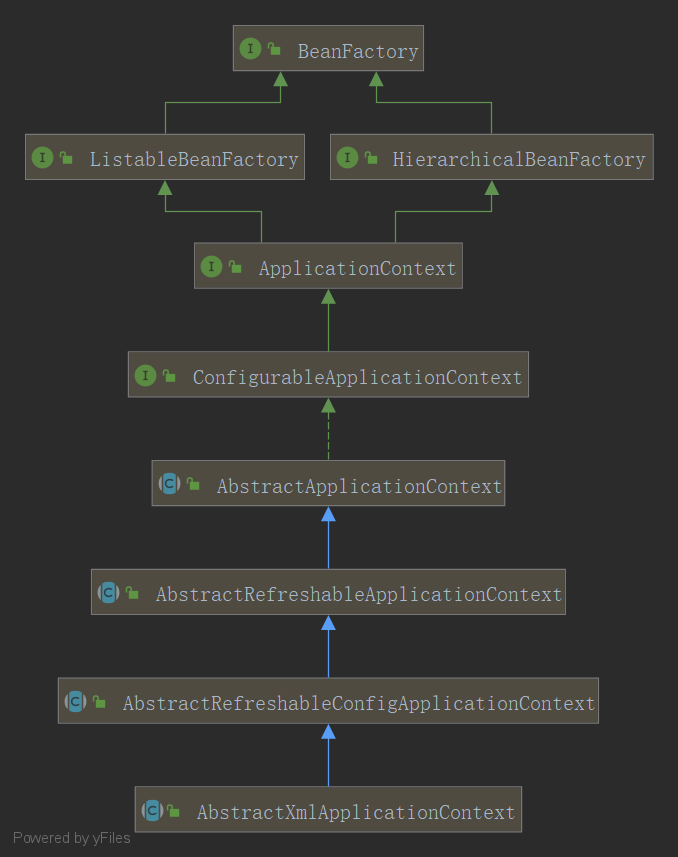 I BeanFactory
I ListableBeanFactory
I HierarchicalBeanFactory
I ApplicationContext
I ConfigurableApplicationContext
C AbstractApplicationContext
C AbstractRefreshableApplicationContext
C AbstractRefreshableConfigApplicationContext
C AbstractXmlApplicationContext
Powered by yFiles